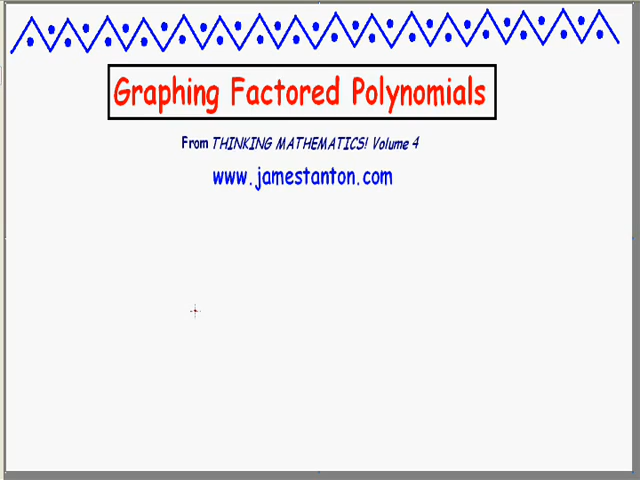 Graphing Factored Polynomials
From THINKING MATHEMATICS! Volume 4
www.jamestanton.com